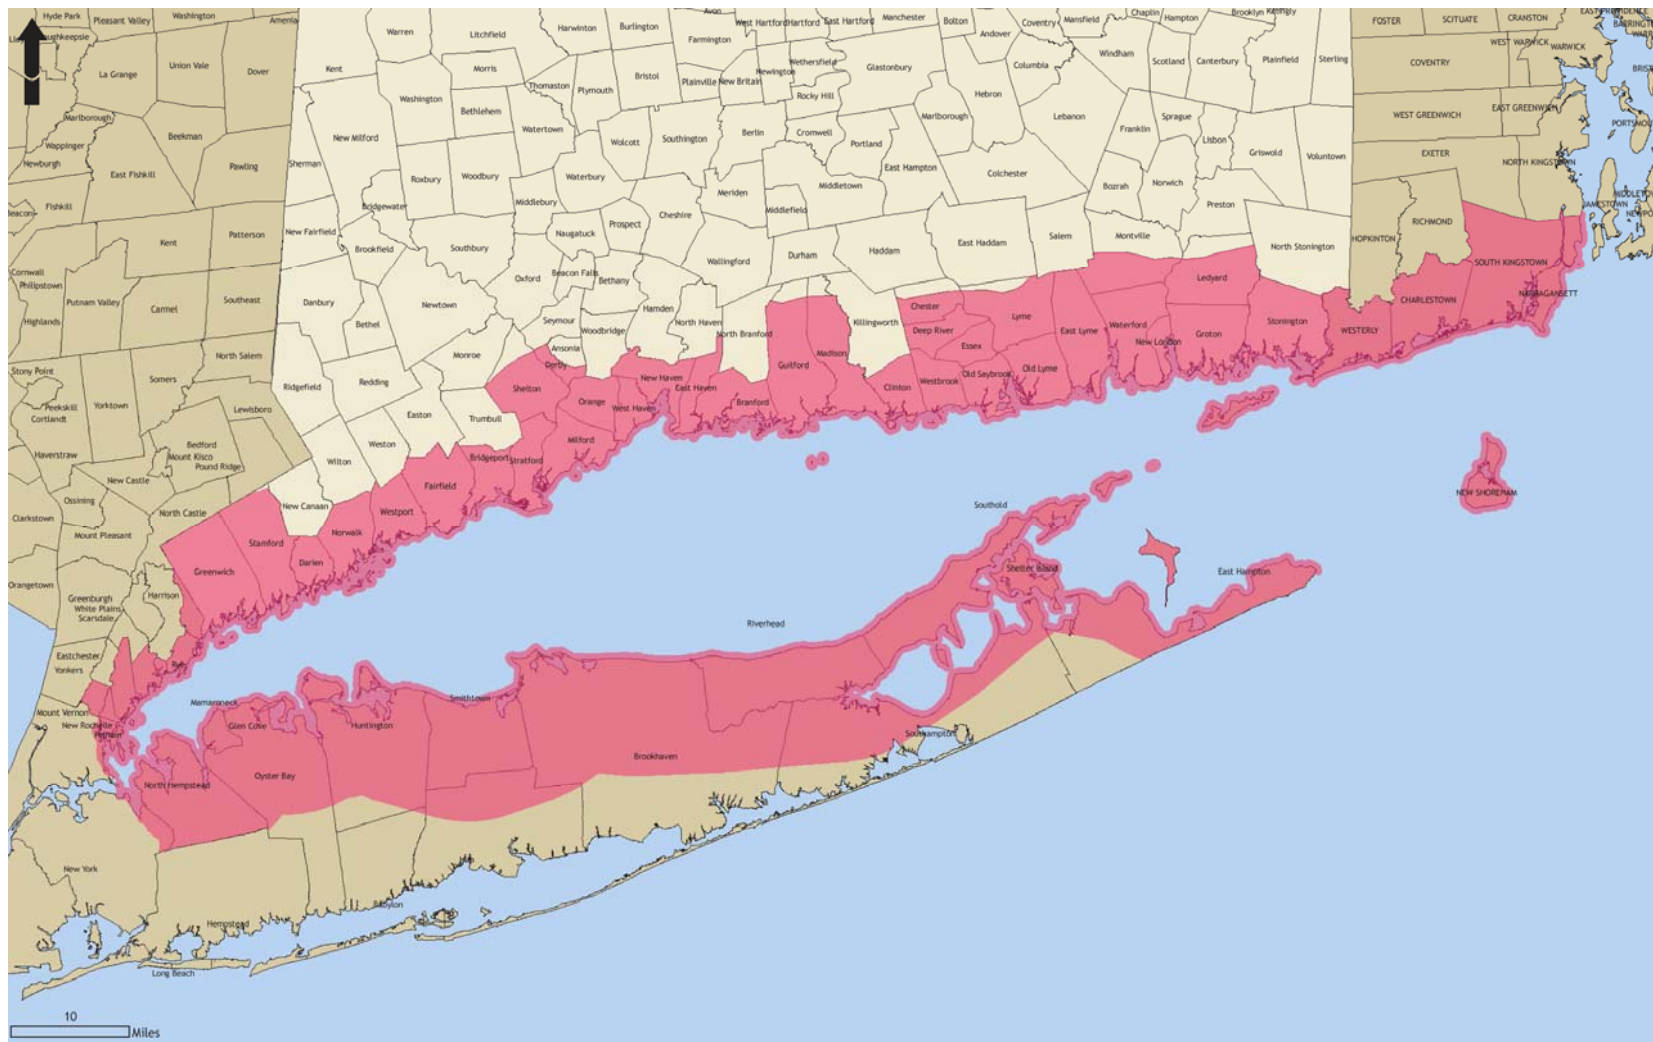 Hyde Park
Pleasant Valley
Washington
Amenia
Warren
Litchfield
Harwinton
Burlington
Avon
West Hartford
Hartford
East Hartford
Manchester
Bolton
Coventry
Mansfield
Chaplin
Hampton
Brooklyn
Killingly
FOSTER
SCITUATE
CRANSTON
La Grange
Union Vale
Dover
Kent
Morris
Farmington
Bristol
Plainville
New Britain
Newington
Wethersfield
Glastonbury
Andover
Columbia
Windham
Scotland
Canterbury
Plainfield
Sterling
COVENTRY
WEST WARWICK
WARWICK
Marlborough
Washington
Bethlehem
Thomaston
Plymouth
Rocky Hill
Hebron
Marlborough
Lebanon
Sprague
Franklin
WEST GREENWICH
EAST GREENWICH
Wappinger
Beekman
New Milford
Watertown
Wolcott
Southington
Berlin
Cromwell
Portland
Lisbon
Griswold
Voluntown
EXETER
NORTH KINGSTOWN
Newburgh
East Fishkill
Pawling
Sherman
Roxbury
Woodbury
Waterbury
Meriden
Middletown
East Hampton
Colchester
Bozrah
Norwich
Preston
Fishkill
Bridgewater
Middlebury
Cheshire
Middlefield
JAMESTOWN
RICHMOND
HOPKINTON
Kent
Patterson
New Fairfield
Brookfield
Southbury
Naugatuck
Prospect
Wallingford
Durham
Haddam
East Haddam
Salem
Montville
North Stonington
Cornwall
Philipstown
Putnam Valley
Carmel
Southeast
Danbury
Newtown
Oxford
Beacon Falls
Bethany
Hamden
Ledyard
SOUTH KINGSTOWN
NARRAGANSETT
CHARLESTOWN
Highlands
Bethel
Seymour
Woodbridge
North Haven
North Branford
Killingworth
Chester
Deep River
Lyme
East Lyme
Waterford
New London
Groton
Stonington
WESTERLY
North Salem
Monroe
Ansonia
Derby
Guilford
Madison
Essex
Stony Point
Somers
Ridgefield
Redding
Shelton
New Haven
East Haven
Clinton
Westbrook
Old Saybrook
Old Lyme
Peekskill
Cortlandt
Yorktown
Lewisboro
Easton
Trumbull
Orange
West Haven
Branford
Haverstraw
Bedford
Mount Kisco
Pound Ridge
Weston
Wilton
Milford
Bridgeport
Stratford
New Castle
Ossining
Fairfield
NEW SHOREHAM
Clarkstown
North Castle
New Canaan
Westport
Norwalk
Southold
Mount Pleasant
Stamford
Darien
Greenwich
Shelter Island
East Hampton
Orangetown
Greenburgh
White Plains
Scarsdale
Harrison
Riverhead
Eastchester
Yonkers
Rye
Mamaroneck
Smithtown
Mount Vernon
New Rochelle
Pelham
Glen Cove
Huntington
Southampton
Brookhaven
Oyster Bay
North Hempstead
New York
Babylon
Hempstead
Long Beach
10
Miles